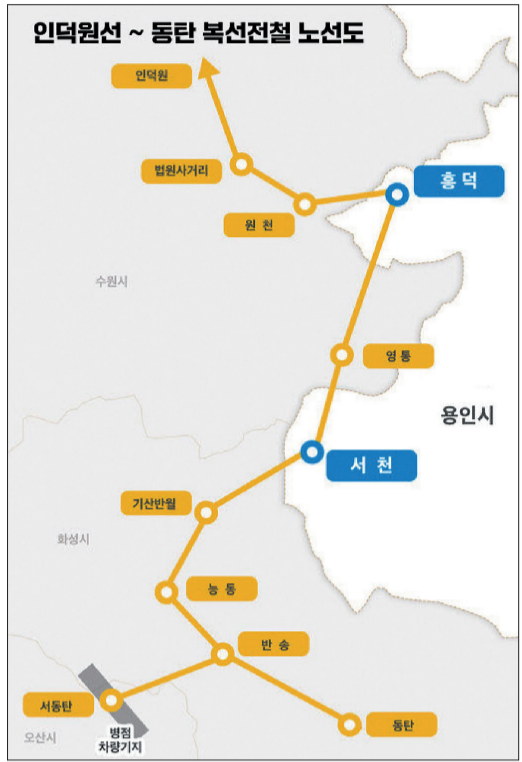 인덕원선 ~ 동탄 복선전철 노선도
인덕원
법원사거리
흥 덕
원 천
수원시
영 통
용인시
서 천
기산반월
화성시
능 동
반 송
서동탄
동탄
병점
차량기지
오산시